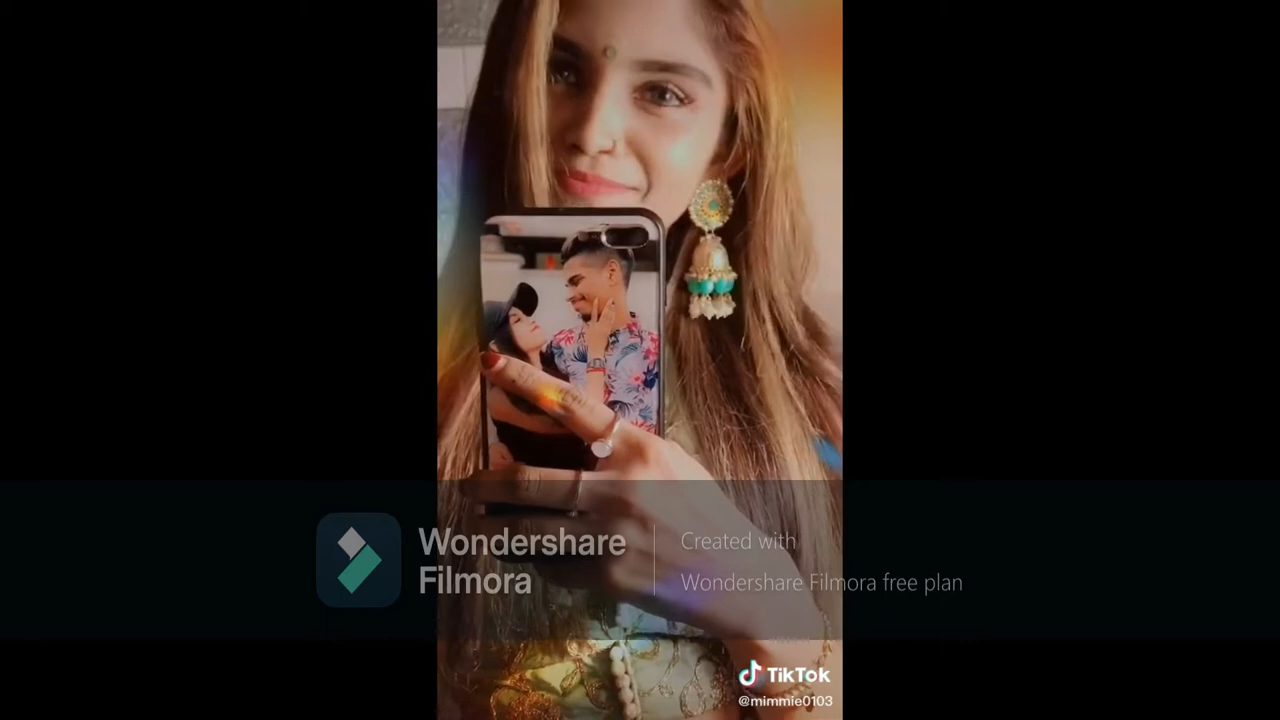 Wondershare
Filmora
Created with
Wondershare Filmora free plan
TikTok
@mimmie0103